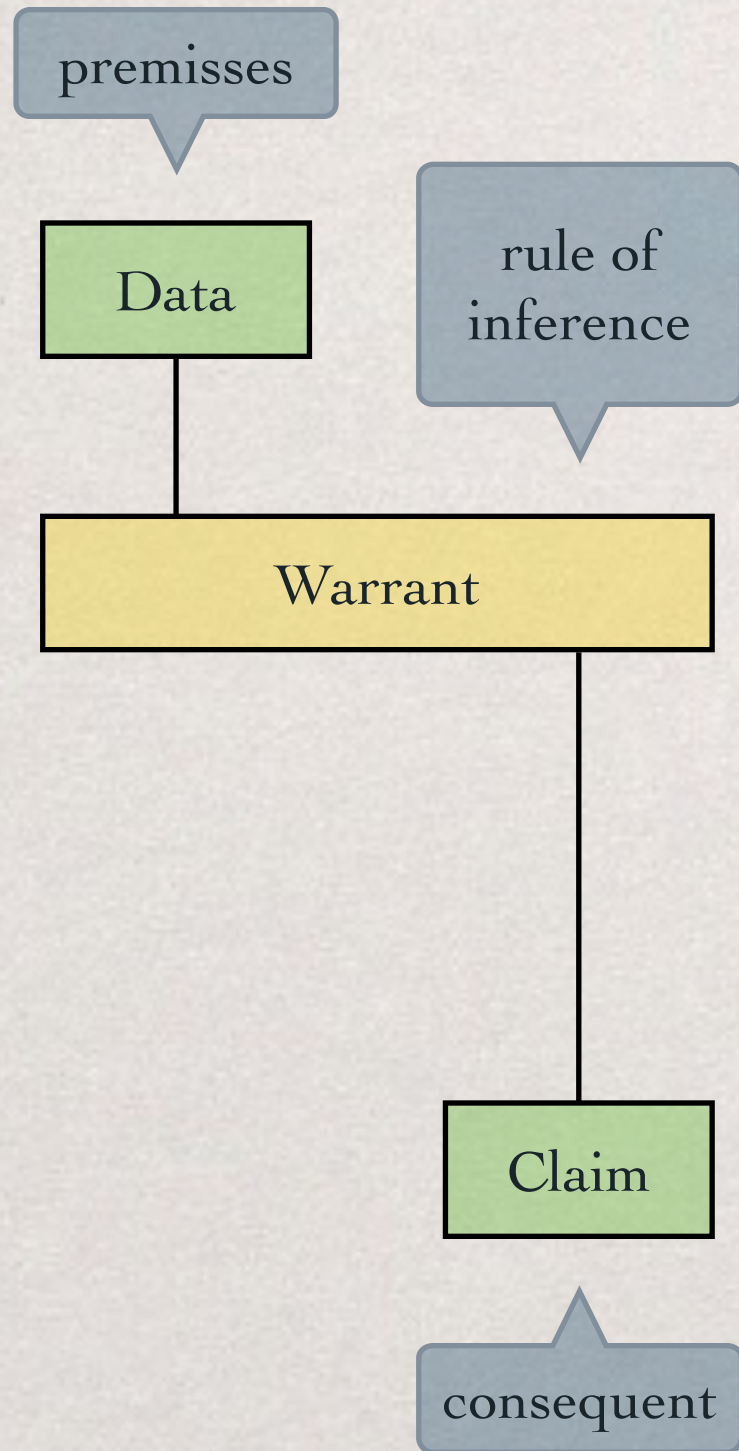 premisses
Data
rule of
inference
Warrant
Claim
consequent